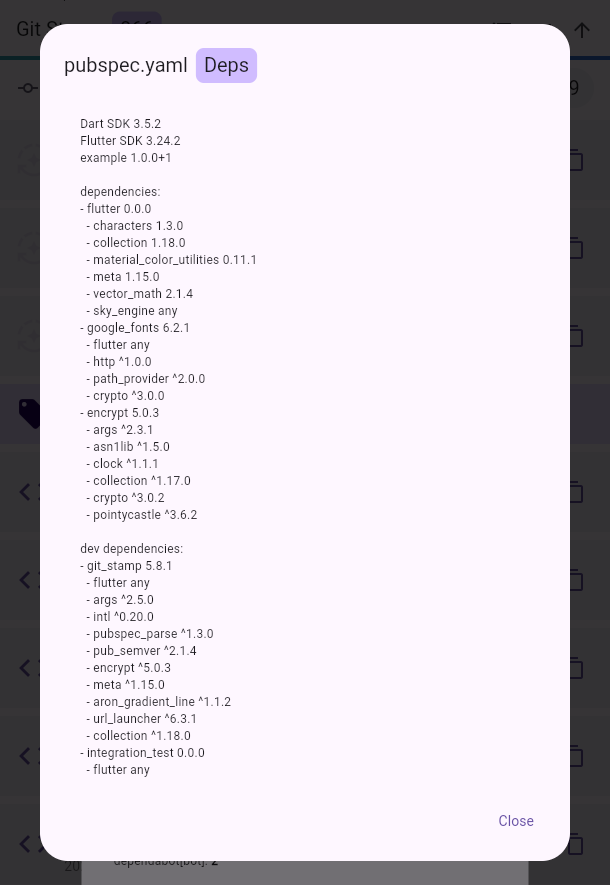 Git
pubspec.yaml Deps
9
Dart SDK 3.5.2
Flutter SDK 3.24.2
example 1.0.0+1
dependencies:
- flutter 0.0.0
- characters 1.3.0
- collection 1.18.0
- material_color_utilities 0.11.1
- meta 1.15.0
- vector_math 2.1.4
- sky_engine any
- google_fonts 6.2.1
- flutter any
- http ^1.0.0
- path_provider ^2.0.0
- crypto ^3.0.0
- encrypt 5.0.3
- args ^2.3.1
- asn1lib ^1.5.0
- clock ^1.1.1
- collection ^1.17.0
- crypto ^3.0.2
- pointycastle ^3.6.2
dev dependencies:
- git_stamp 5.8.1
- flutter any
- args ^2.5.0
- intl ^0.20.0
- pubspec_parse ^1.3.0
- pub_semver ^2.1.4
- encrypt ^5.0.3
- meta ^1.15.0
- aron_gradient_line ^1.1.2
- url_launcher ^6.3.1
- collection ^1.18.0
- integration_test 0.0.0
- flutter any
Close
dependabot[bot]: 2
20